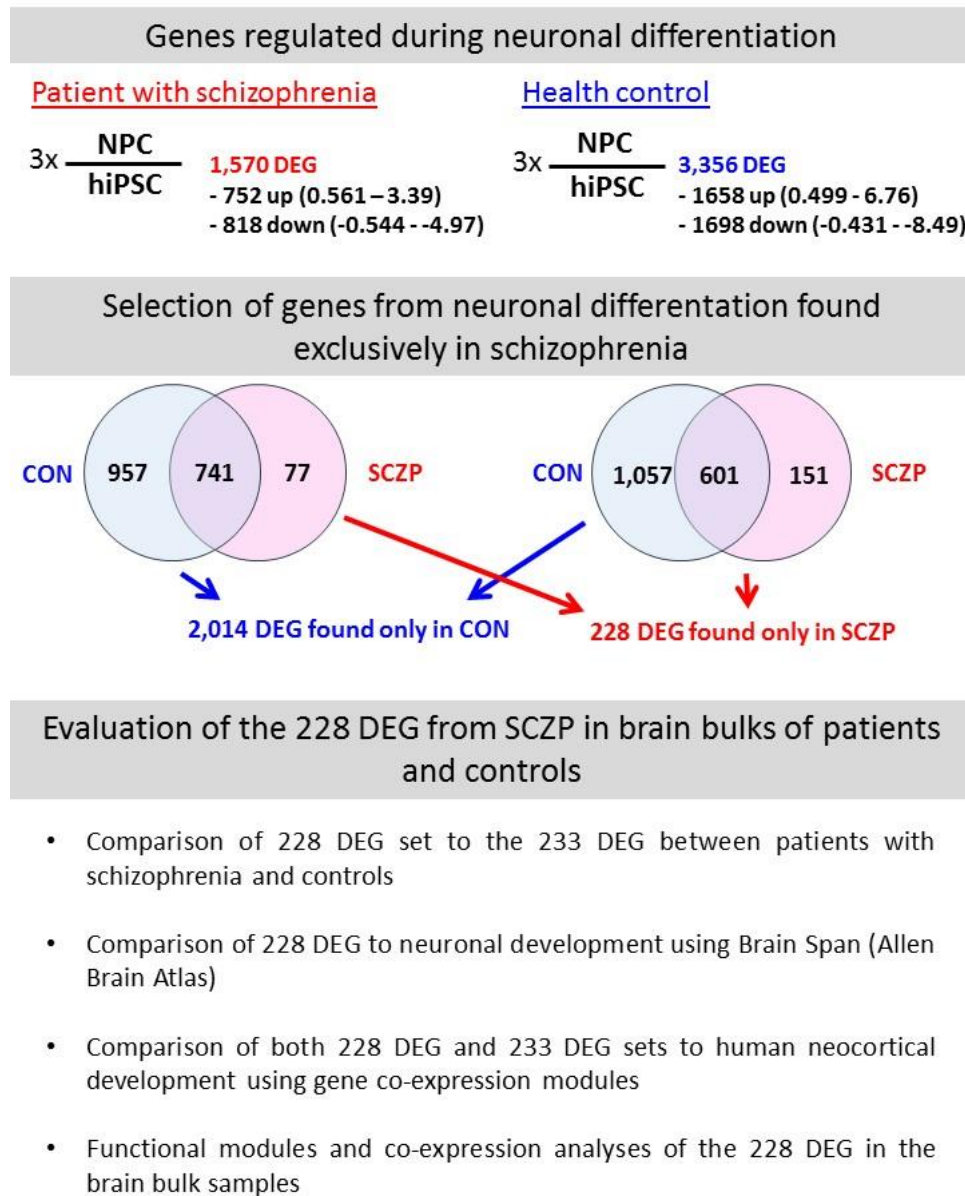 Genes regulated during neuronal differentiation
Patient with schizophrenia
3x NPC
hiPSC
1,570 DEG
- 752 up (0.561 – 3.39)
- 818 down (-0.544 - -4.97)
Health control
3x NPC
hiPSC
3,356 DEG
- 1658 up (0.499 - 6.76)
- 1698 down (-0.431 - -8.49)
Selection of genes from neuronal differentation found
exclusively in schizophrenia
CON 957 741 77 SCZP
CON 1,057 601 151 SCZP
2,014 DEG found only in CON
228 DEG found only in SCZP
Evaluation of the 228 DEG from SCZP in brain bulks of patients
and controls
• Comparison of 228 DEG set to the 233 DEG between patients with
schizophrenia and controls
• Comparison of 228 DEG to neuronal development using Brain Span (Allen
Brain Atlas)
• Comparison of both 228 DEG and 233 DEG sets to human neocortical
development using gene co-expression modules
• Functional modules and co-expression analyses of the 228 DEG in the
brain bulk samples